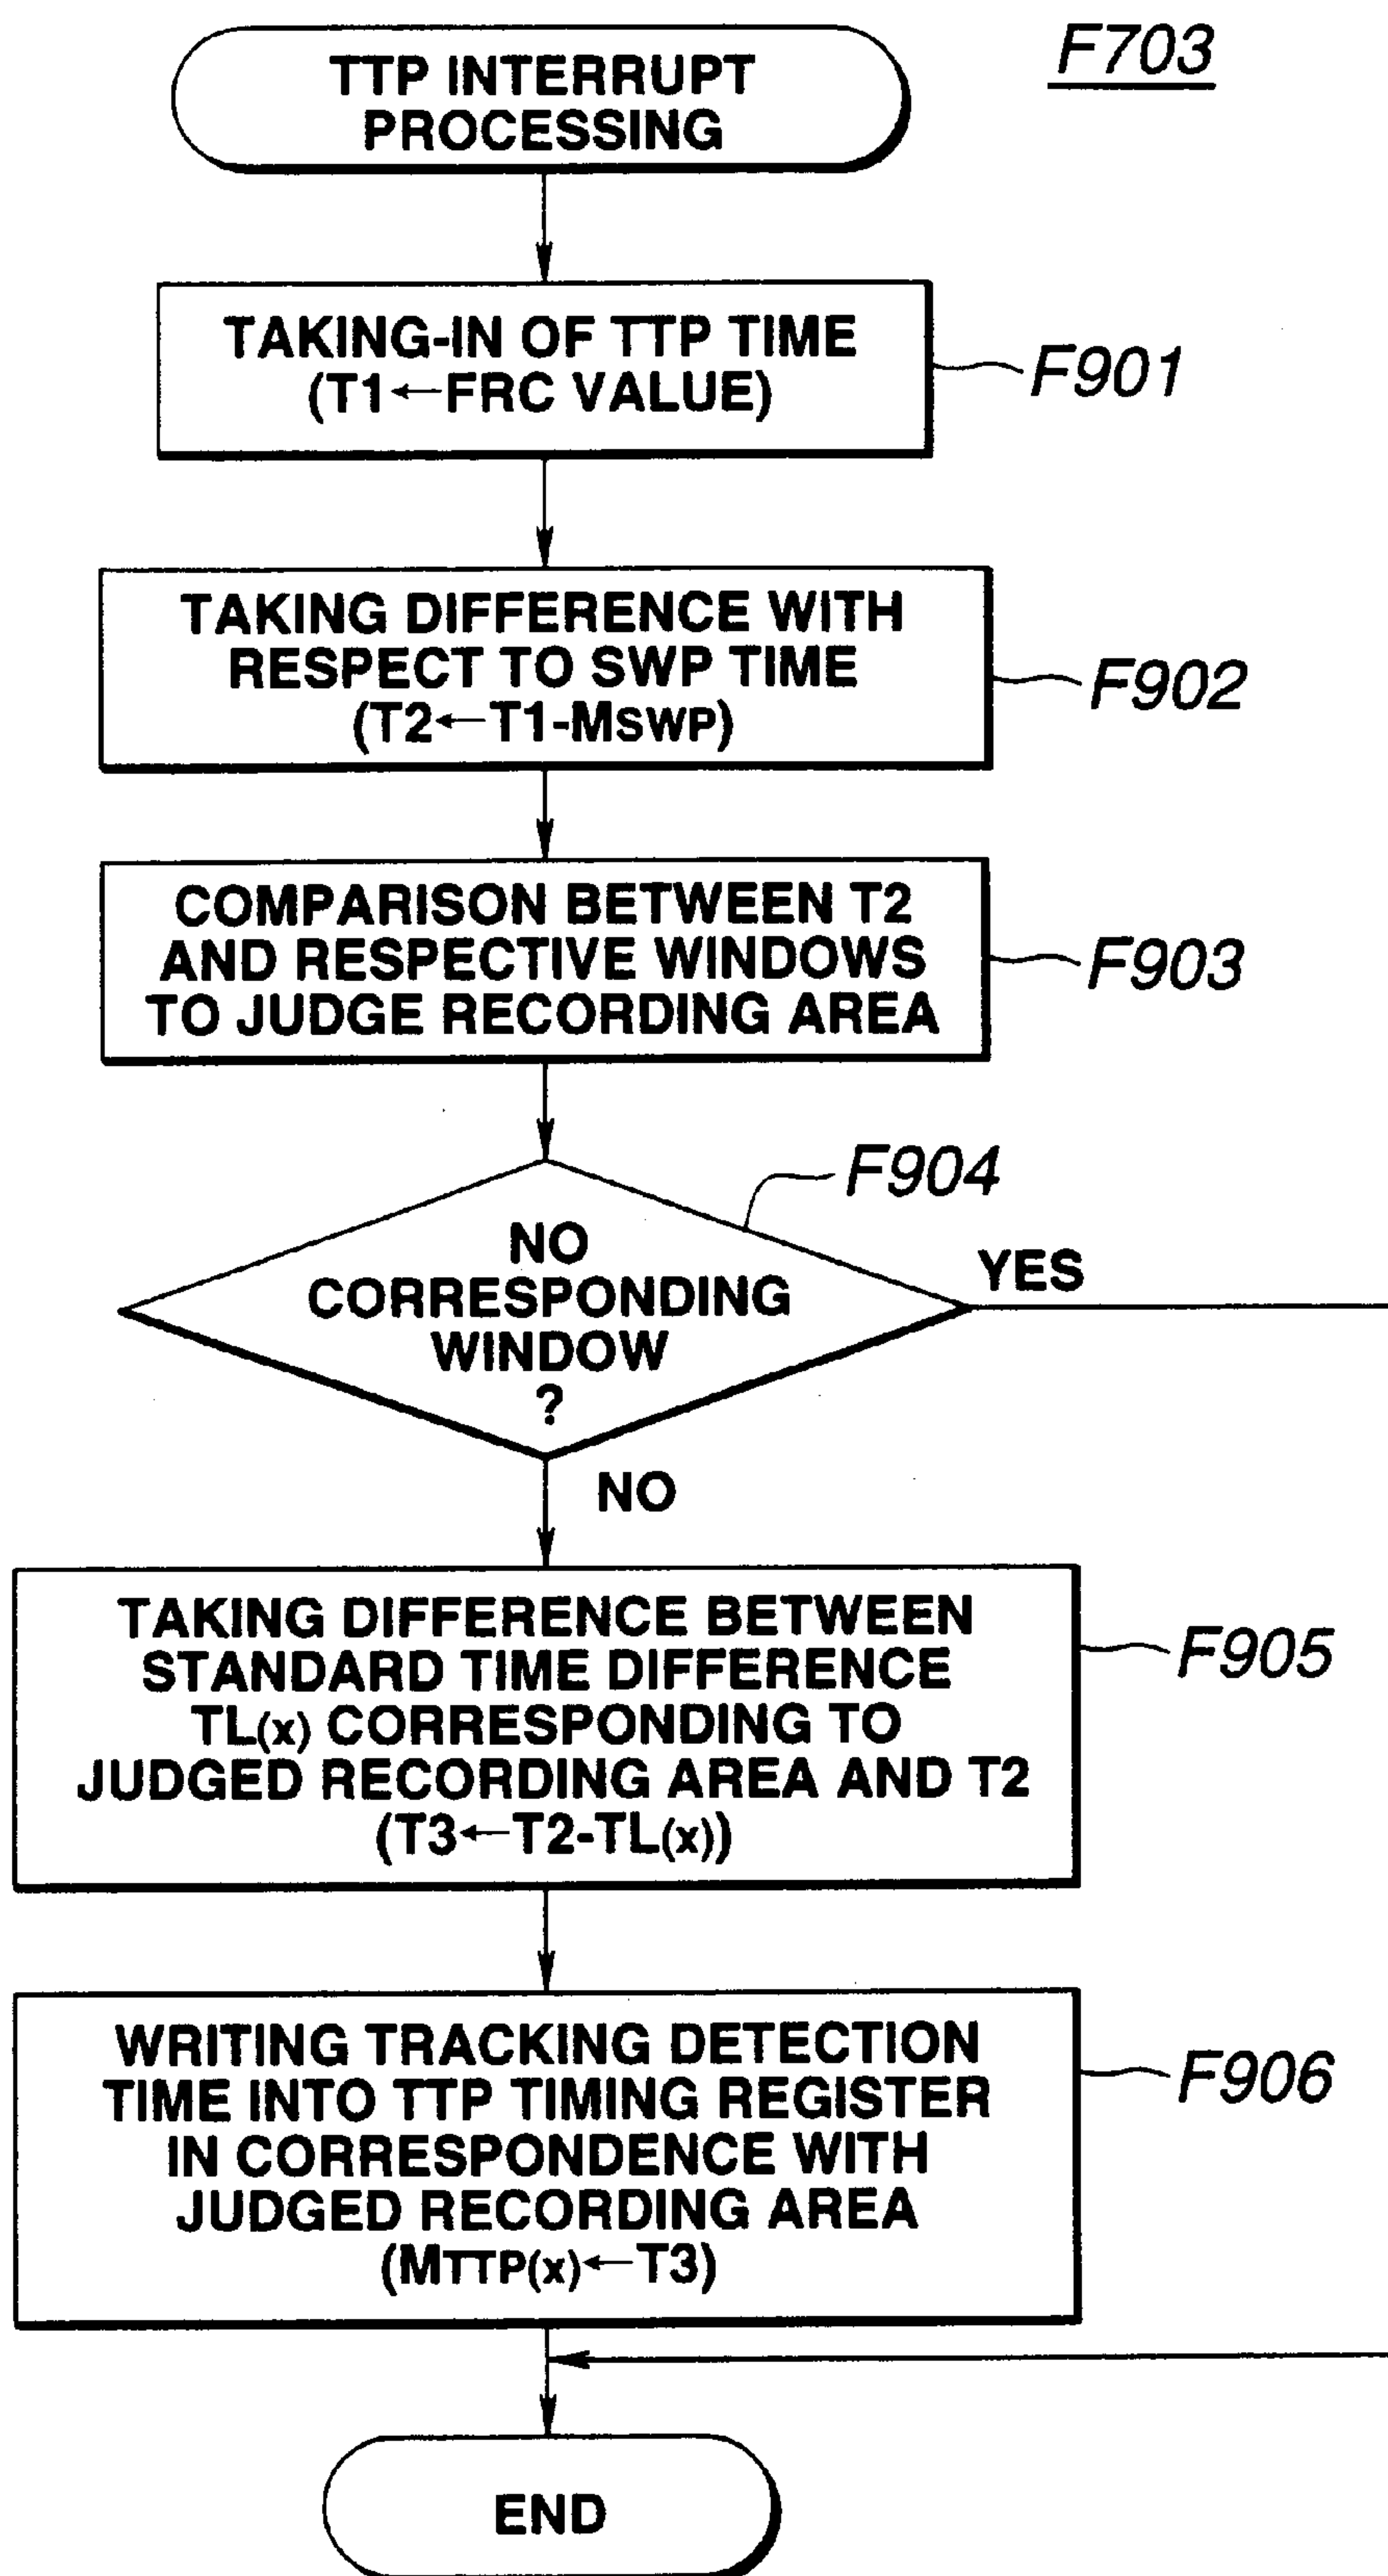 F703
TTP INTERRUPT
PROCESSING
TAKING-IN OF TTP TIME
(T1←FRC VALUE)
F901
TAKING DIFFERENCE WITH
RESPECT TO SWP TIME
(T2←T1-MSWP)
F902
COMPARISON BETWEEN T2
AND RESPECTIVE WINDOWS
TO JUDGE RECORDING AREA
F903
F904
NO
CORRESPONDING
WINDOW
?
YES
NO
TAKING DIFFERENCE BETWEEN
STANDARD TIME DIFFERENCE
TL(x) CORRESPONDING TO
JUDGED RECORDING AREA AND T2
(T3←T2-TL(x))
F905
WRITING TRACKING DETECTION
TIME INTO TTP TIMING REGISTER
IN CORRESPONDENCE WITH
JUDGED RECORDING AREA
(MTTP(x)←T3)
F906
END